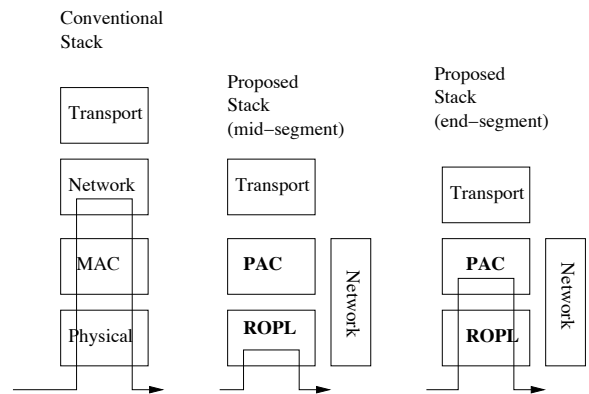 Conventional
Stack
Transport
Network
MAC
Physical
Proposed
Stack
(mid−segment)
Transport
PAC
ROPL
Network
Proposed
Stack
(end−segment)
Transport
PAC
ROPL
Network